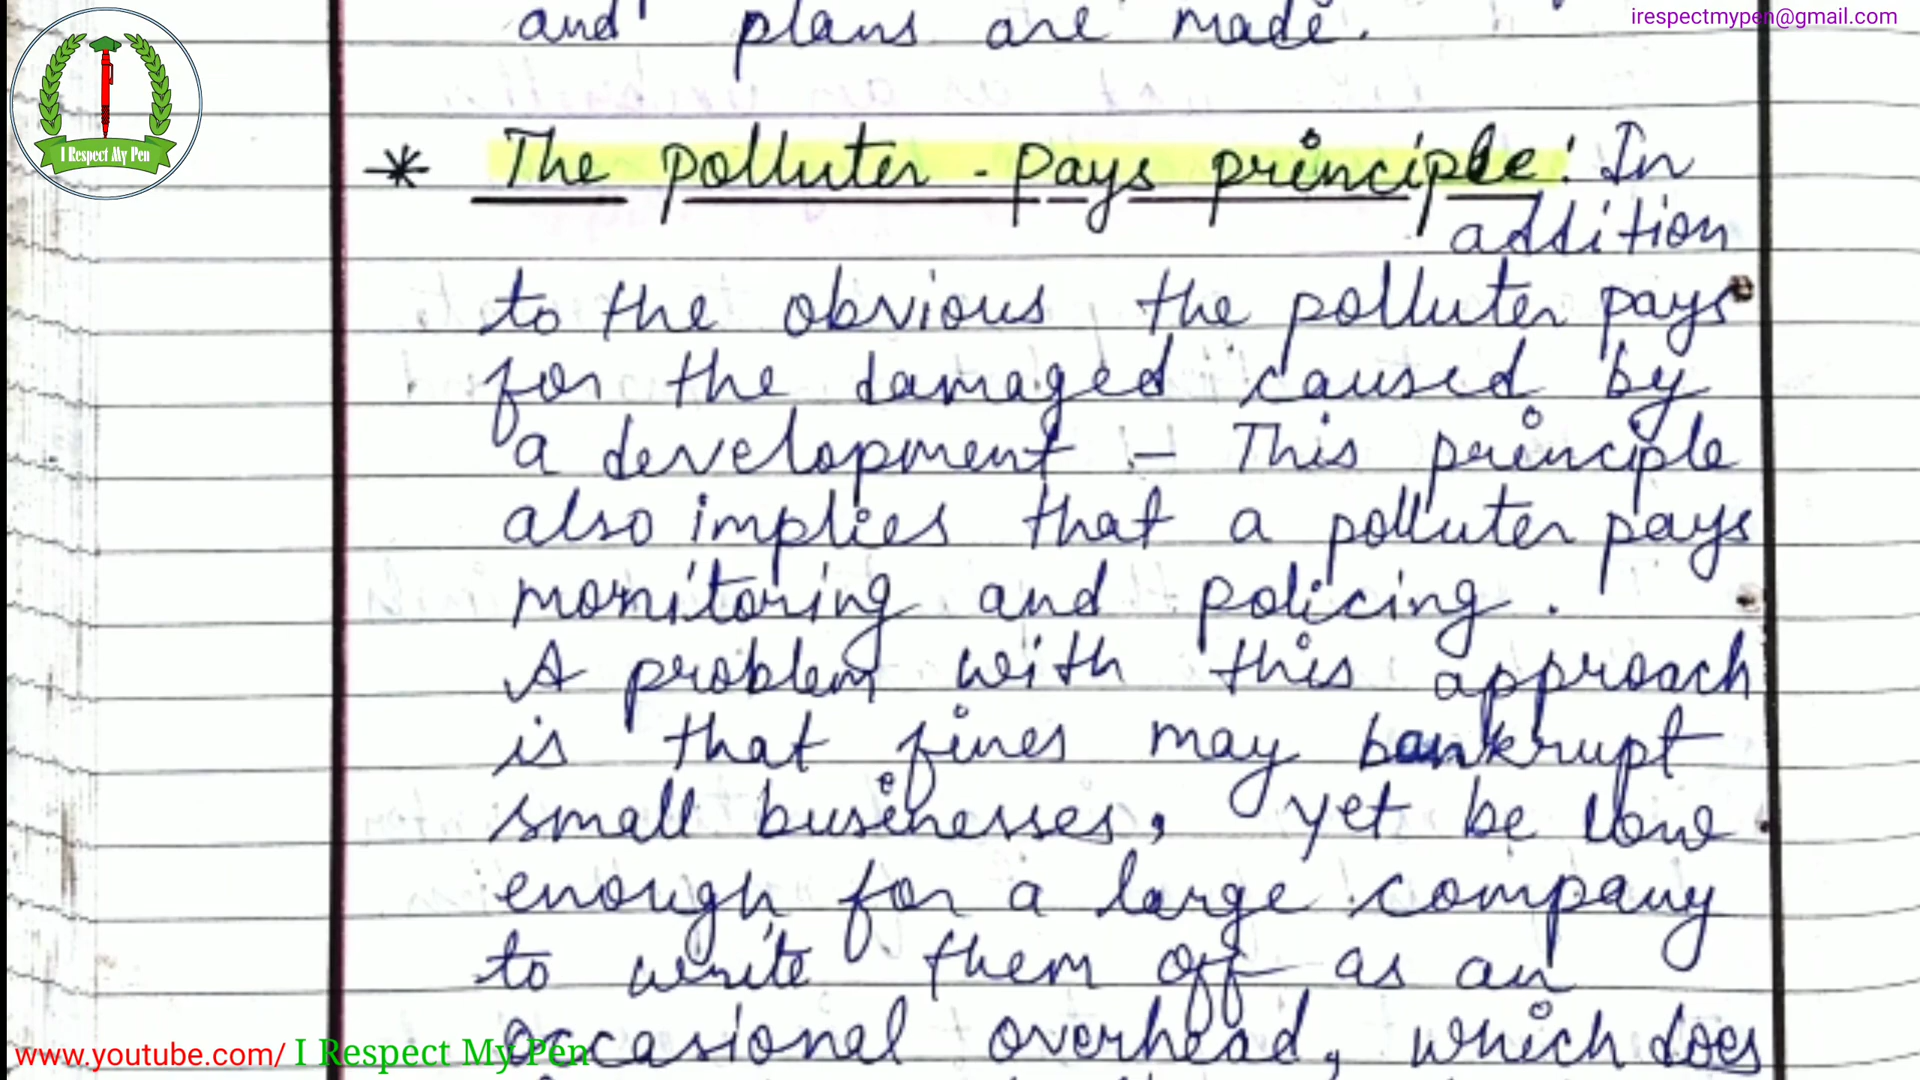 irespectmypen@gmail.com
and plans are made.
I Respect My Pen
* The polluter - pays principle : In
addition
to the obvious, the polluter pays
for the damaged caused by
a development - This principle
also implies that a polluter pays
monitoring and policing.
A problem with this approach
is that fines may bankrupt
small businesses, yet be low
enough for a large company
to write them off as an
occasional overhead, which does
www.youtube.com/ I Respect My Pen